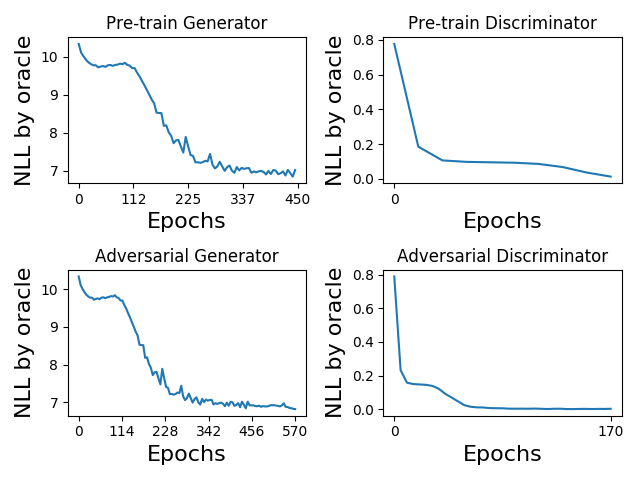 Pre-train Generator
NLL by oracle
10
9
8
7
0 112 225 337 450
Epochs
Pre-train Discriminator
NLL by oracle
0.8
0.6
0.4
0.2
0.0
0
Epochs
Adversarial Generator
NLL by oracle
10
9
8
7
0 114 228 342 456 570
Epochs
Adversarial Discriminator
NLL by oracle
0.8
0.6
0.4
0.2
0.0
0 170
Epochs